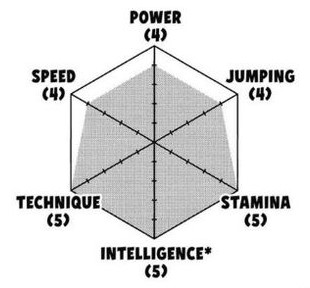 POWER
(4)
SPEED
(4)
JUMPING
(4)
TECHNIQUE
(5)
STAMINA
(5)
INTELLIGENCE*
(5)